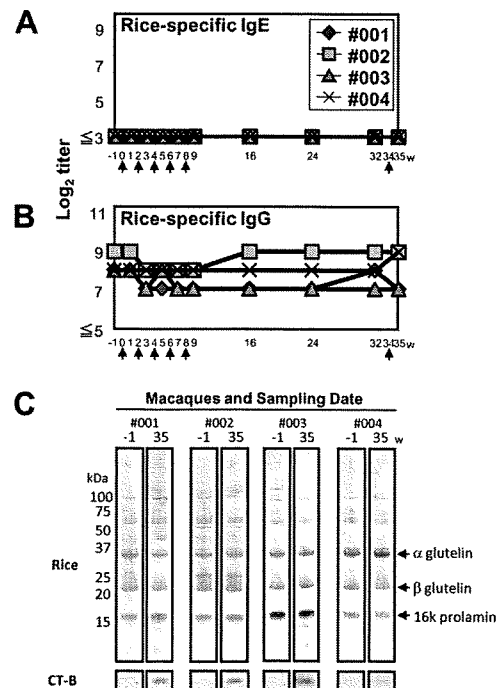 A
Rice-specific IgE
#001
#002
#003
#004
9
7
5
≦3
-1 0 1 2 3 4 5 6 7 8 9 16 24 32 34 35 w
Log2 titer
B
Rice-specific IgG
11
9
7
≦5
-1 0 1 2 3 4 5 6 7 8 9 16 24 32 34 35 w
C
Macaques and Sampling Date
#001 #002 #003 #004
-1 35 -1 35 -1 35 -1 35 w
kDa
100
75
50
37
25
20
15
Rice
α glutelin
β glutelin
16k prolamin
CT-B